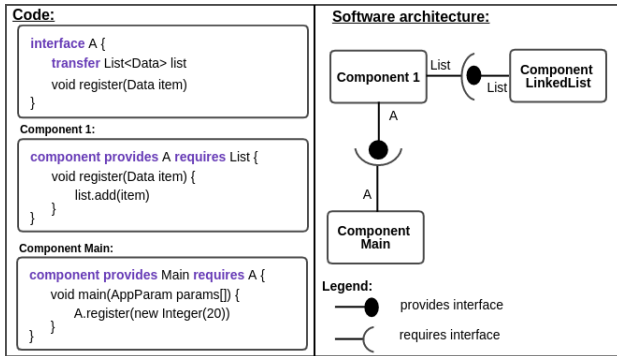 Code:
interface A {
transfer List<Data> list
void register(Data item)
}
Component 1:
component provides A requires List {
void register(Data item) {
list.add(item)
}
}
Component Main:
component provides Main requires A {
void main(AppParam params[]) {
A.register(new Integer(20))
}
}
Software architecture:
Component 1
List
List
Component
LinkedList
A
A
Component
Main
Legend:
provides interface
requires interface